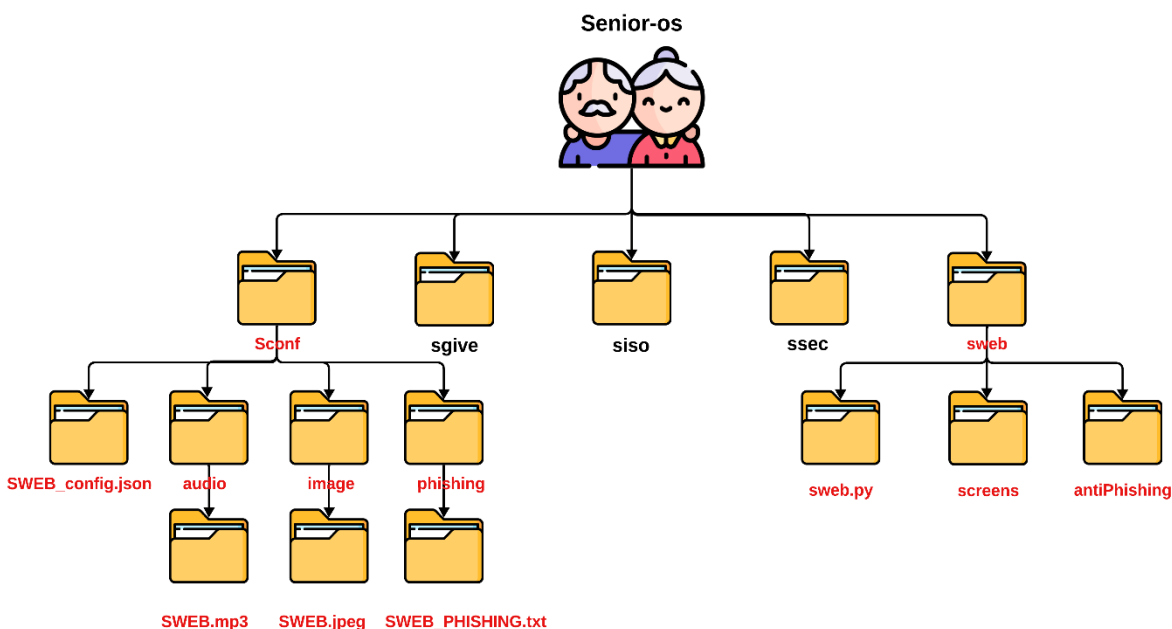 Senior-os
Sconf
sgive
siso
ssec
sweb
SWEB_config.json
audio
image
phishing
sweb.py
screens
antiPhishing
SWEB.mp3
SWEB.jpeg
SWEB_PHISHING.txt